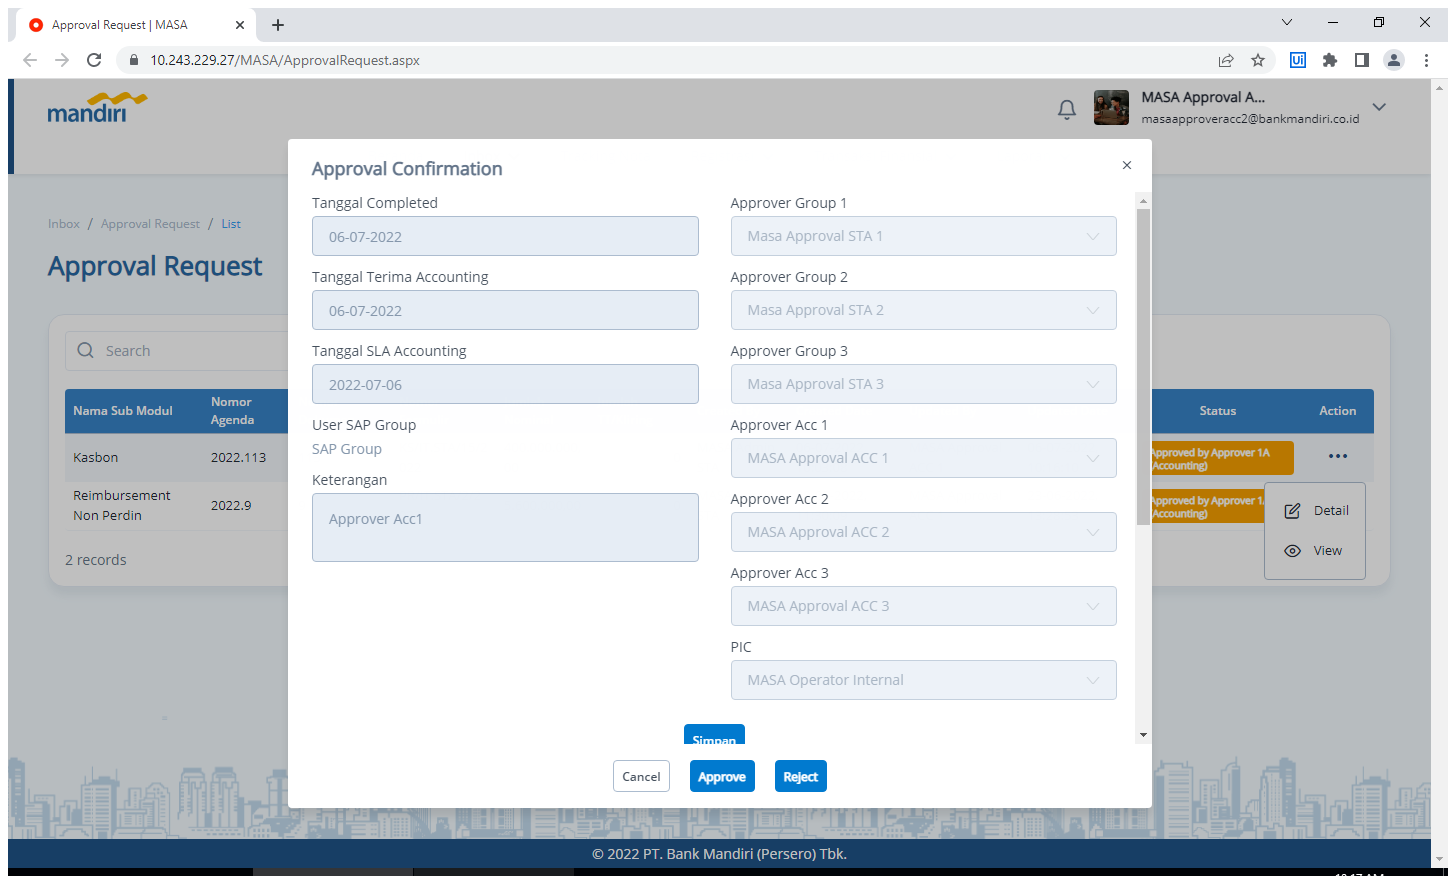 Approval Request | MASA
10.243.229.27/MASA/ApprovalRequest.aspx
Ui
mandiri
MASA Approval A...
masaapproveracc2@bankmandiri.co.id
Inbox / Approval Request / List
Approval Request
Search
Nama Sub Modul
Nomor
Agenda
Status
Action
Kasbon
2022.113
Approved by Approver 1A
(Accounting)
Reimbursement
Non Perdin
2022.9
Approved by Approver 1
(Accounting)
Detail
View
2 records
Approval Confirmation
Tanggal Completed
06-07-2022
Tanggal Terima Accounting
06-07-2022
Tanggal SLA Accounting
2022-07-06
User SAP Group
SAP Group
Keterangan
Approver Acc1
Approver Group 1
Masa Approval STA 1
Approver Group 2
Masa Approval STA 2
Approver Group 3
Masa Approval STA 3
Approver Acc 1
MASA Approval ACC 1
Approver Acc 2
MASA Approval ACC 2
Approver Acc 3
MASA Approval ACC 3
PIC
MASA Operator Internal
Simpan
Cancel
Approve
Reject
© 2022 PT. Bank Mandiri (Persero) Tbk.